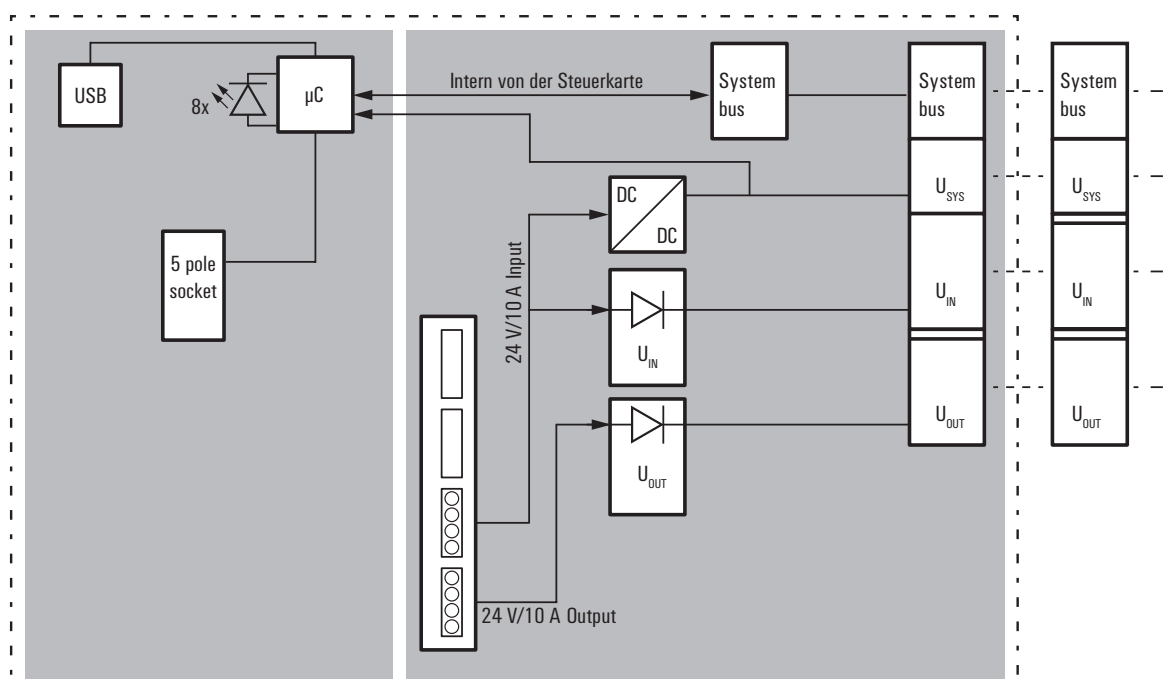 USB
8x
µC
Intern von der Steuerkarte
System
bus
System
bus
System
bus
DC
DC
U_SYS
U_SYS
5 pole
socket
24 V/10 A Input
U_IN
U_IN
U_IN
U_OUT
U_OUT
U_OUT
24 V/10 A Output